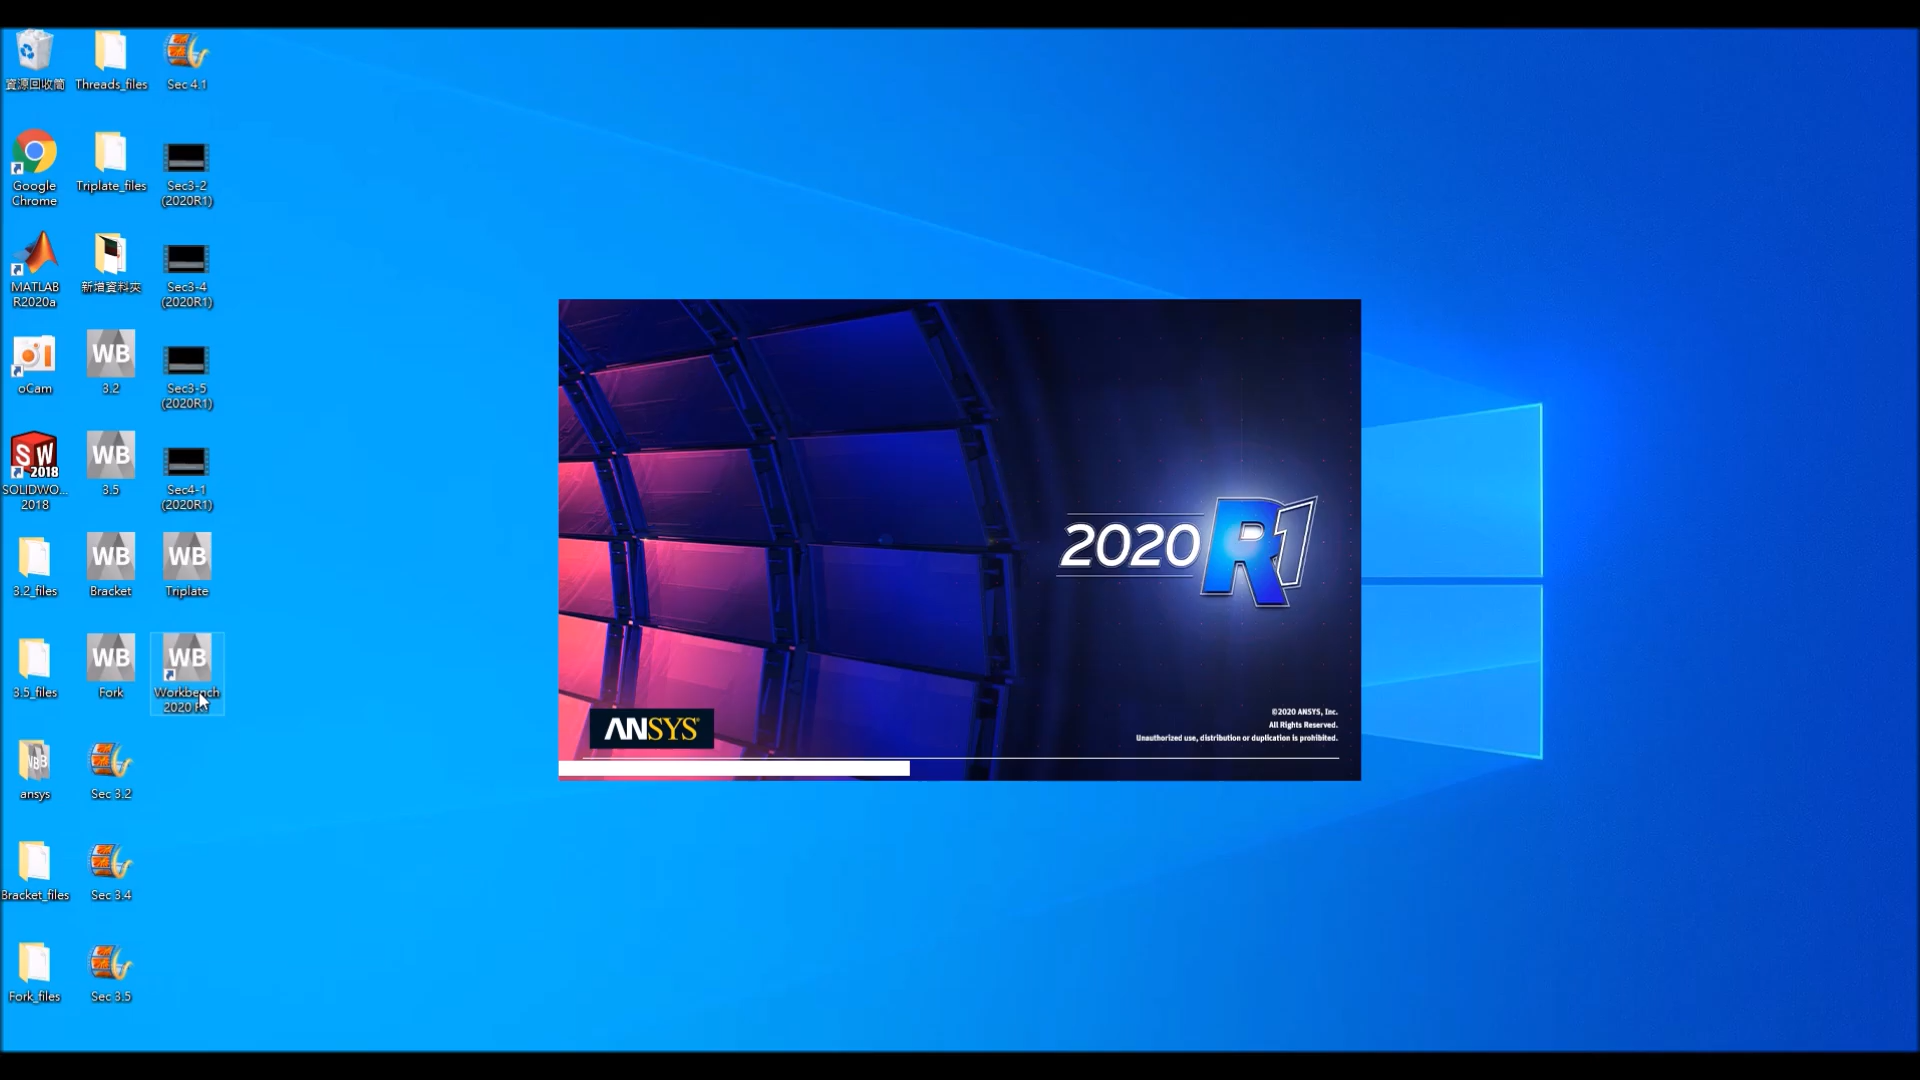 資源回收筒
Threads_files
Sec 4.1
Google
Chrome
Triplate_files
Sec3-2
(2020R1)
MATLAB
R2020a
新增資料夾
Sec3-4
(2020R1)
oCam
WB
3.2
Sec3-5
(2020R1)
SW
2018
SOLIDWO...
2018
WB
3.5
Sec4-1
(2020R1)
3.2_files
WB
Bracket
WB
Triplate
3.5_files
WB
Fork
WB
Workbench
2020
ansys
Sec 3.2
Bracket_files
Sec 3.4
Fork_files
Sec 3.5
2020 R1
ANSYS
©2020 ANSYS, Inc.
All Rights Reserved.
Unauthorized use, distribution or duplication is prohibited.